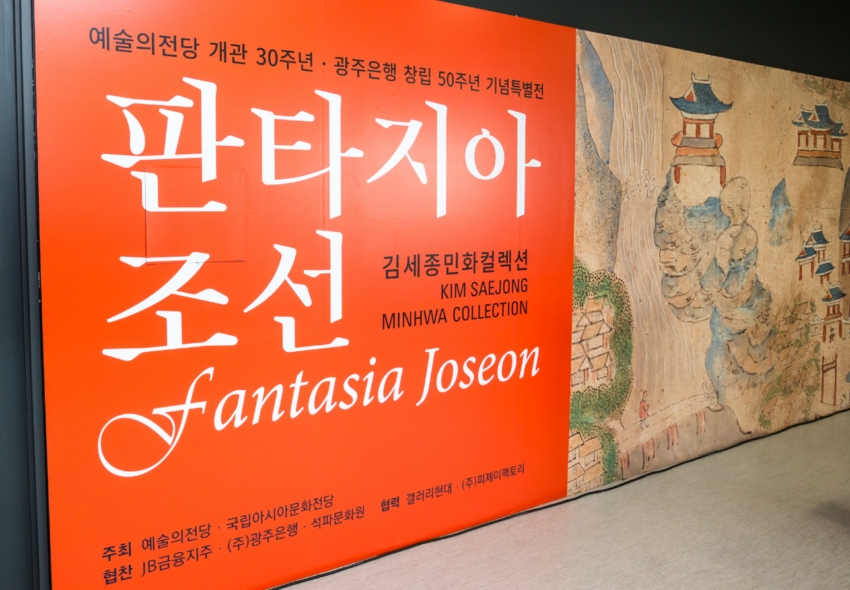 예술의전당 개관 30주년 · 광주은행 창립 50주년 기념특별전
판타지아
조선
김세종민화컬렉션
KIM SAEJONG
MINHWA COLLECTION
Fantasia Joseon
주최 예술의전당 · 국립아시아문화전당
협찬 JB금융지주 · (주)광주은행 · 석파문화원 협력 갤러리현대 · (주)피제이팩토리